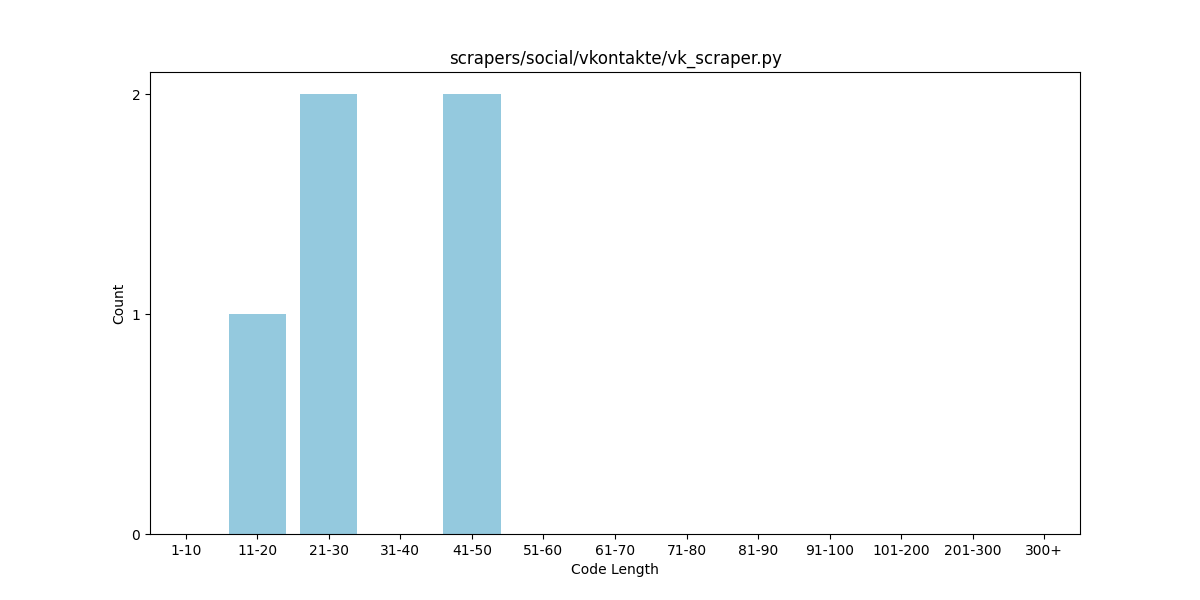 scrapers/social/vkontakte/vk_scraper.py
2
1
0
Count
1-10 11-20 21-30 31-40 41-50 51-60 61-70 71-80 81-90 91-100 101-200 201-300 300+
Code Length